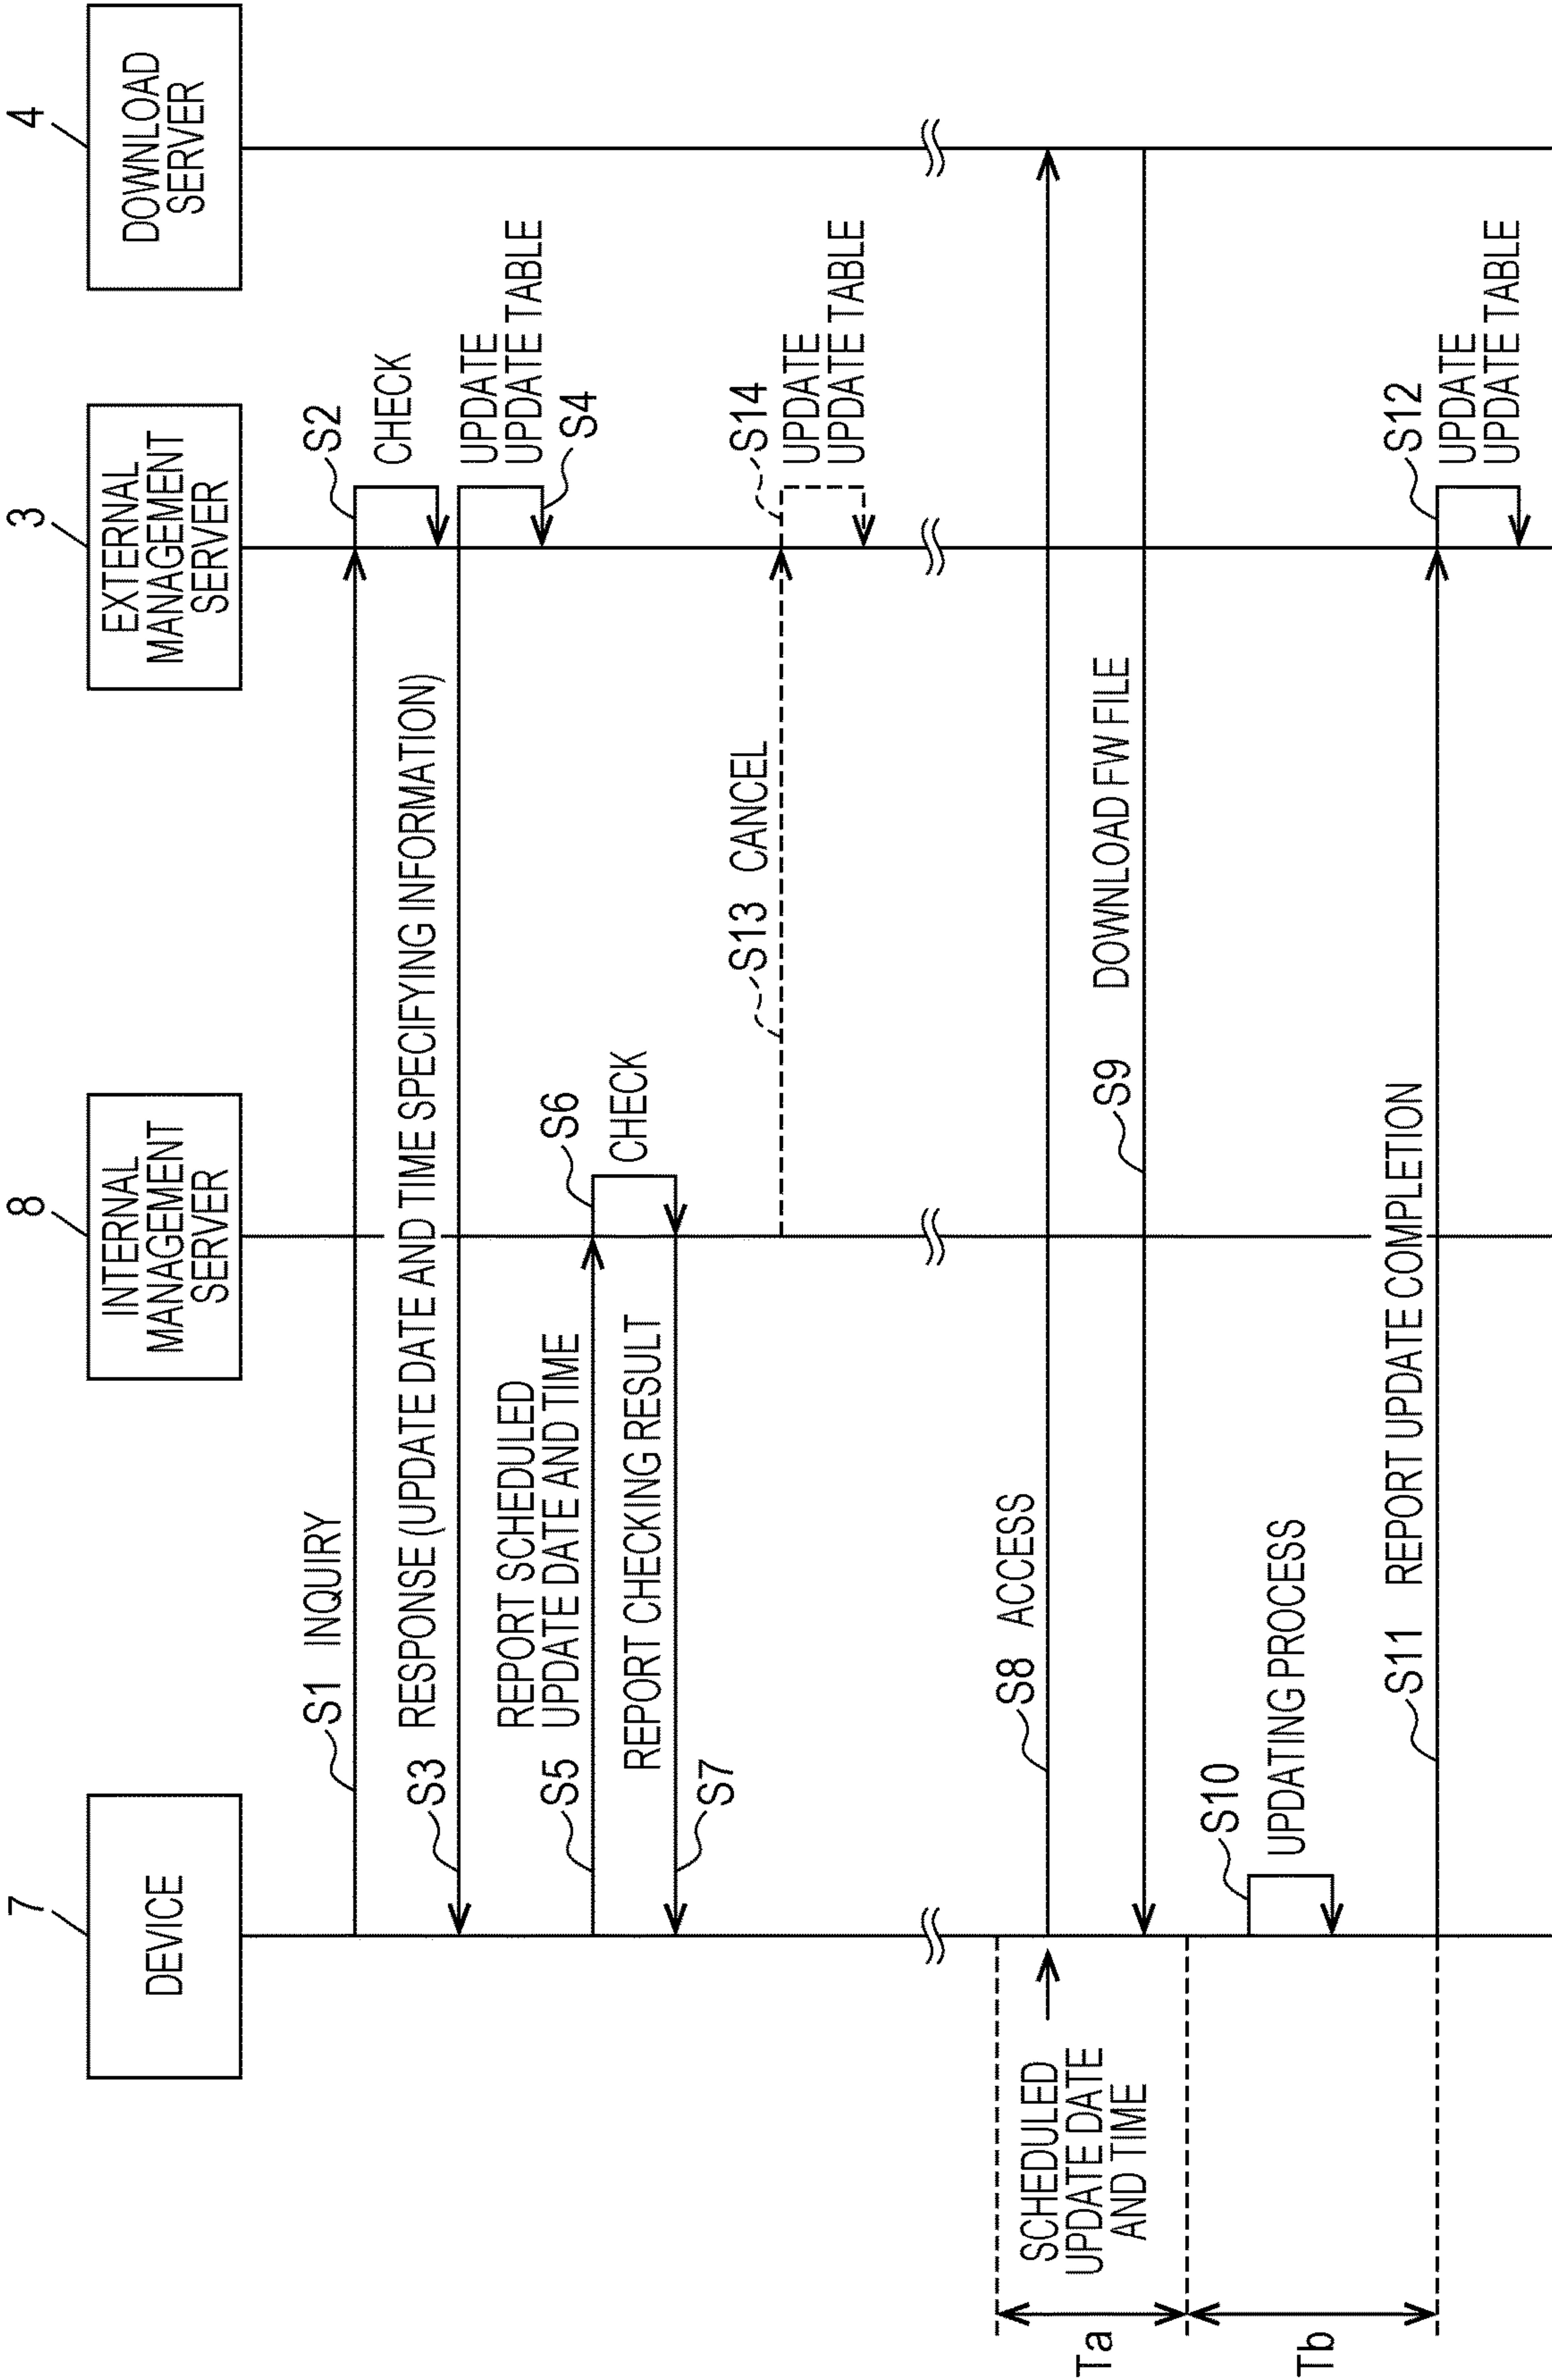 7
DEVICE
8
INTERNAL
MANAGEMENT
SERVER
3
EXTERNAL
MANAGEMENT
SERVER
4
DOWNLOAD
SERVER
S1 INQUIRY
S2
CHECK
S3
RESPONSE (UPDATE DATE AND TIME SPECIFYING INFORMATION)
UPDATE
UPDATE TABLE
S4
REPORT SCHEDULED
UPDATE DATE AND TIME
S5
S6
CHECK
REPORT CHECKING RESULT
S7
S13 CANCEL
S14
UPDATE
UPDATE TABLE
S8 ACCESS
SCHEDULED
UPDATE DATE
AND TIME
Ta
S9 DOWNLOAD FW FILE
S10
UPDATING PROCESS
Tb
S11 REPORT UPDATE COMPLETION
S12
UPDATE
UPDATE TABLE